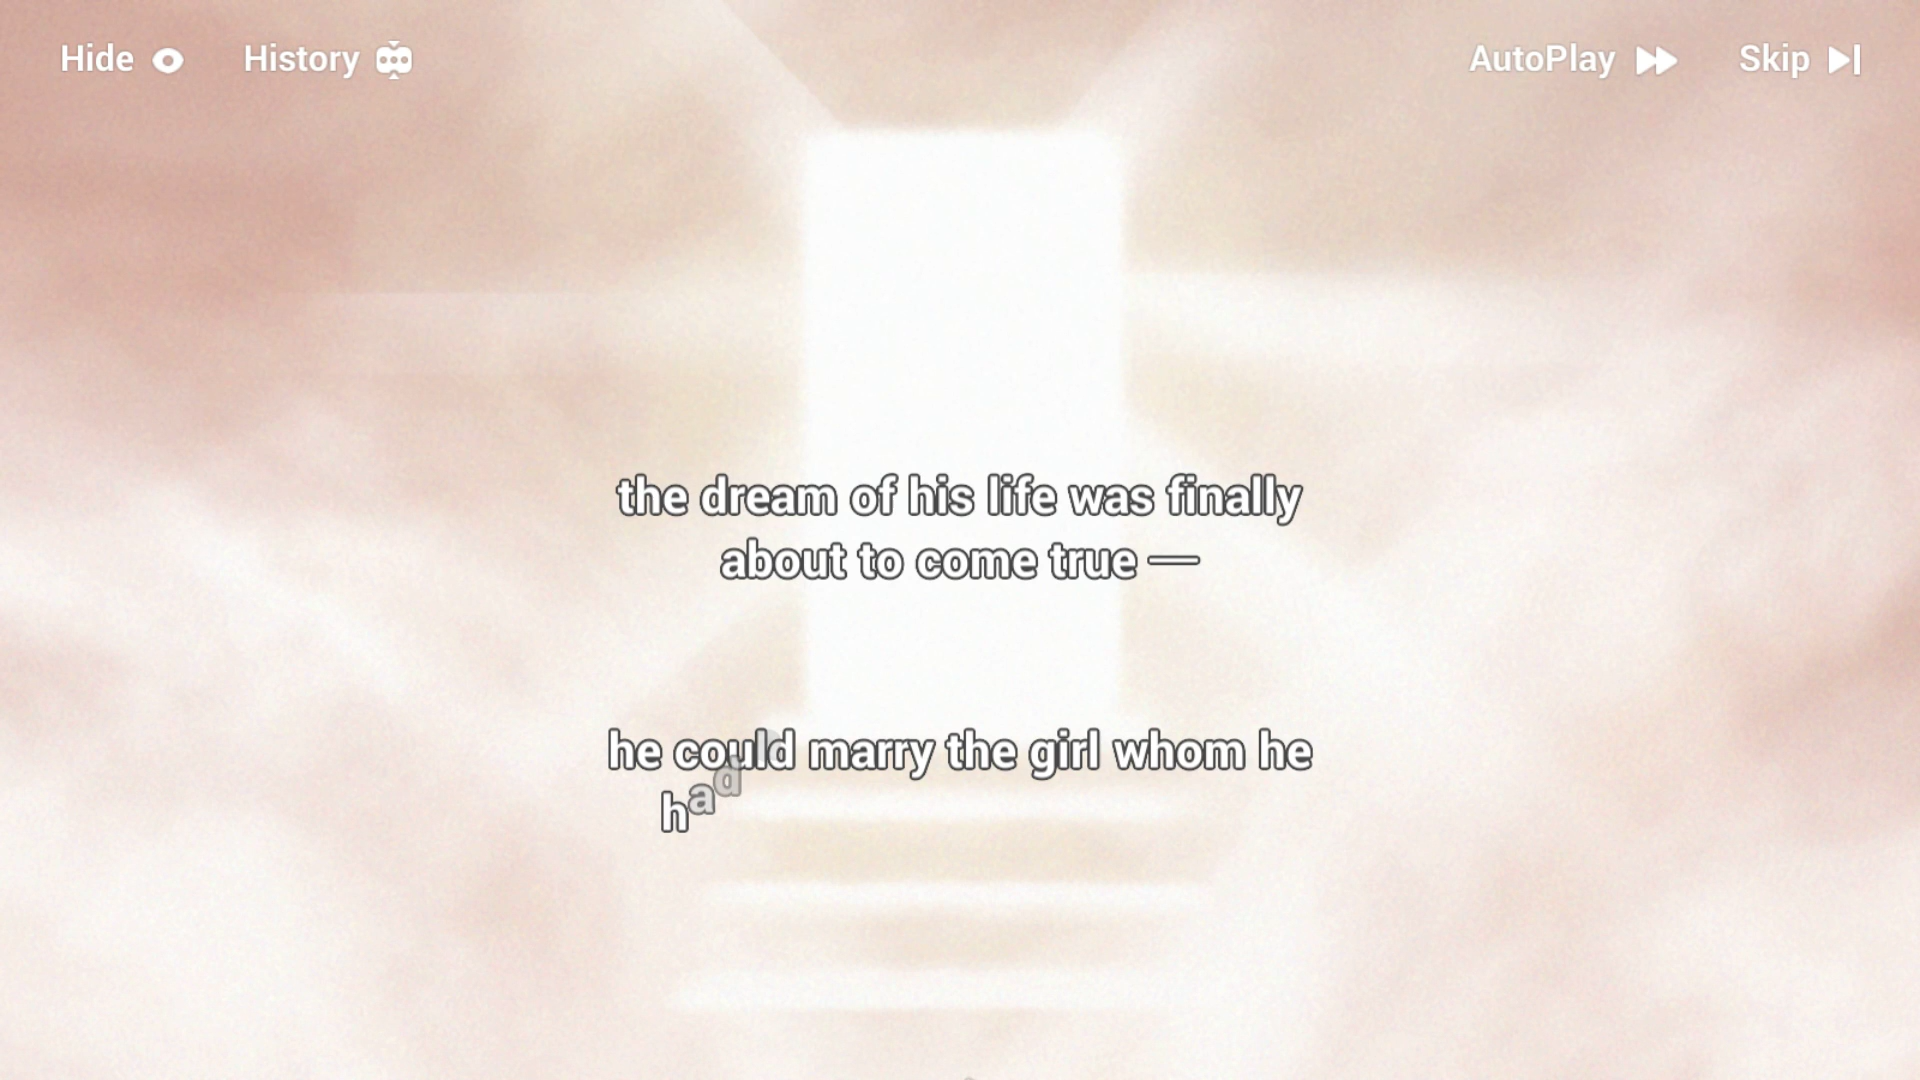 Hide
History
AutoPlay
Skip
the dream of his life was finally
about to come true —
he could marry the girl whom he
had